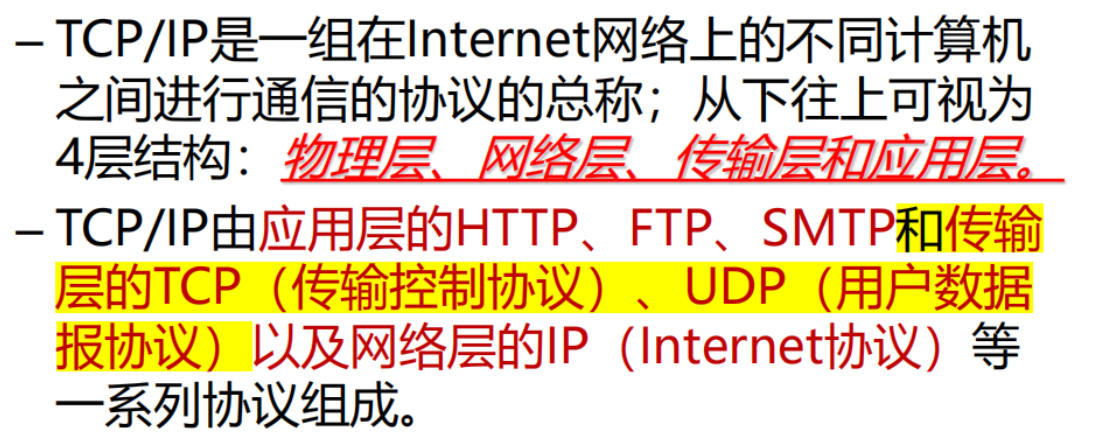 – TCP/IP是一组在Internet网络上的不同计算机
之间进行通信的协议的总称；从下往上可视为
4层结构：物理层、网络层、传输层和应用层。
– TCP/IP由应用层的HTTP、FTP、SMTP和传输
层的TCP（传输控制协议）、UDP（用户数据
报协议）以及网络层的IP（Internet协议）等
一系列协议组成。